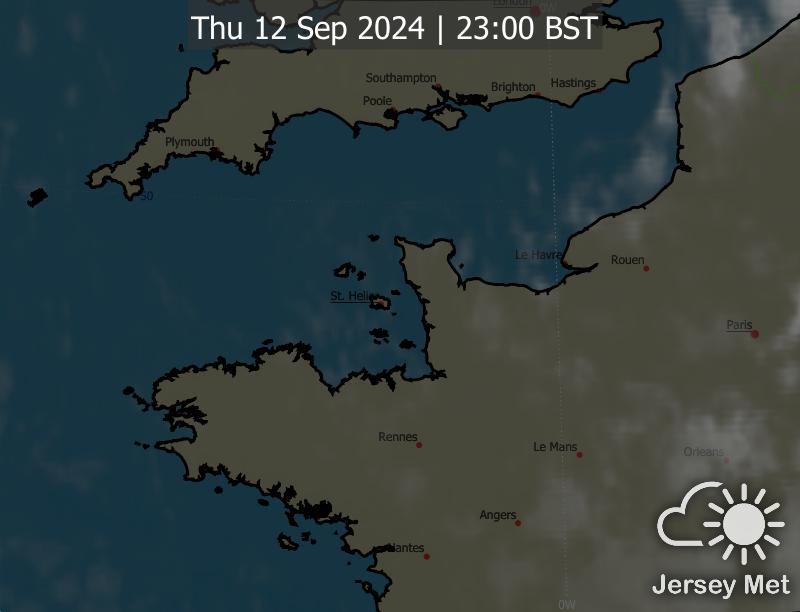 London
0W
Thu 12 Sep 2024 | 23:00 BST
Southampton
Brighton
Hastings
Poole
Plymouth
50
Le Havre
Rouen
St. Helier
Paris
Rennes
Le Mans
Orleans
Angers
Nantes
Jersey Met
0W